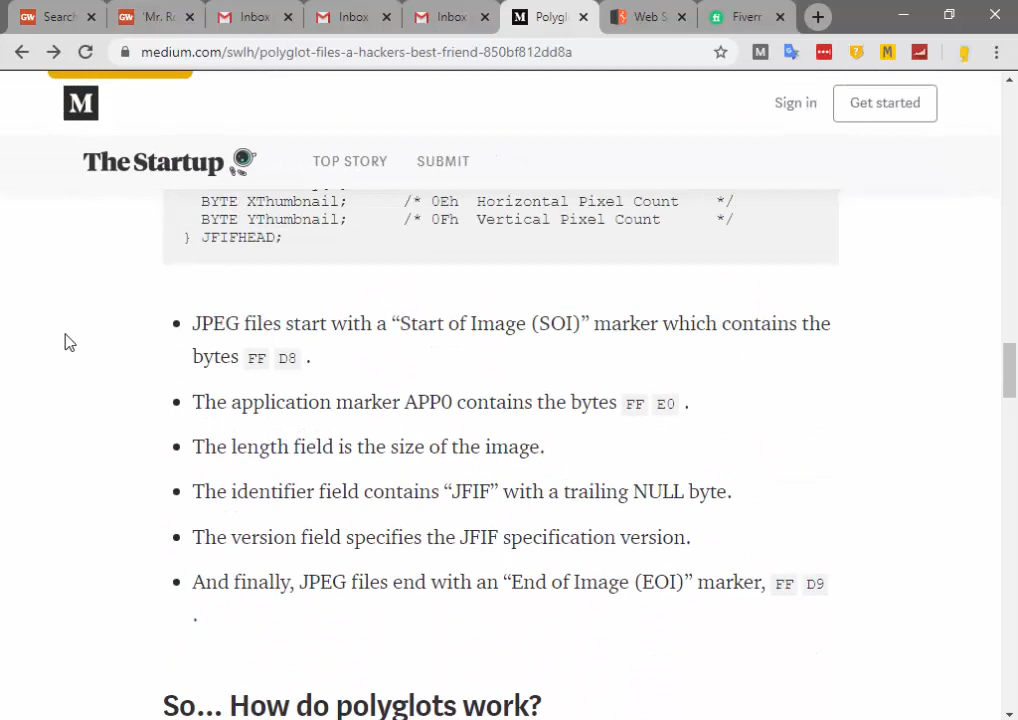 Search
'Mr. Ro
Inbox
Inbox
Inbox
Polygl
Web S
Fiverr
medium.com/swlh/polyglot-files-a-hackers-best-friend-850bf812dd8a
M
Sign in
Get started
The Startup
TOP STORY
SUBMIT
BYTE XThumbnail; /* 0Eh Horizontal Pixel Count */
BYTE YThumbnail; /* 0Fh Vertical Pixel Count */
} JFIFHEAD;
• JPEG files start with a “Start of Image (SOI)” marker which contains the
bytes FF D8 .
• The application marker APP0 contains the bytes FF E0 .
• The length field is the size of the image.
• The identifier field contains “JFIF” with a trailing NULL byte.
• The version field specifies the JFIF specification version.
• And finally, JPEG files end with an “End of Image (EOI)” marker, FF D9
.
So… How do polyglots work?